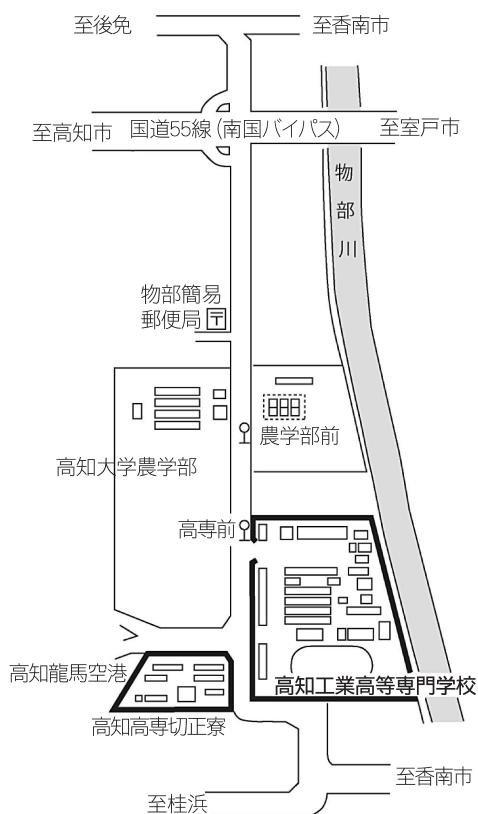 至後免
至香南市
至高知市
国道55線(南国バイパス)
至室戸市
物部川
物部簡易
郵便局
農学部前
高知大学農学部
高専前
高知龍馬空港
高知工業高等専門学校
高知高専切正寮
至香南市
至桂浜